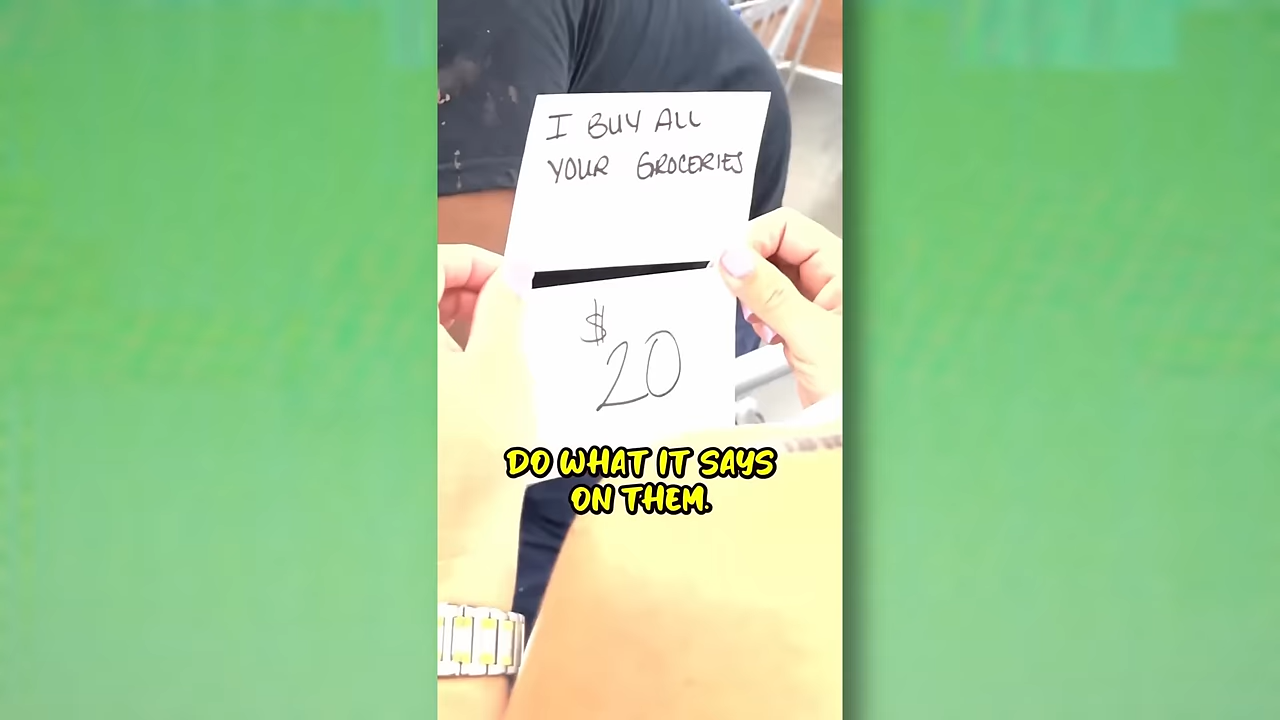 I BUY ALL
YOUR GROCERIES
$
20
DO WHAT IT SAYS
ON THEM.